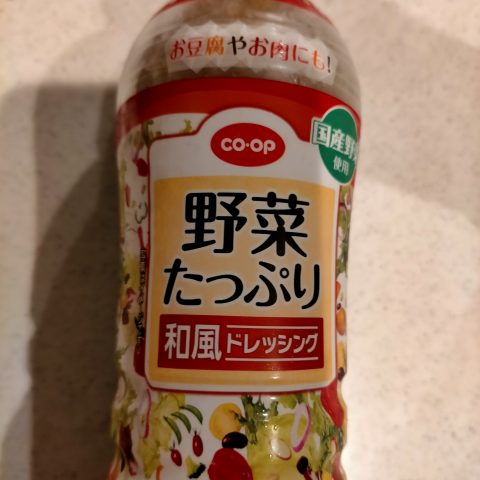 お豆腐やお肉にも!
CO·OP
国産野菜
使用
野菜
たっぷり
和風ドレッシング